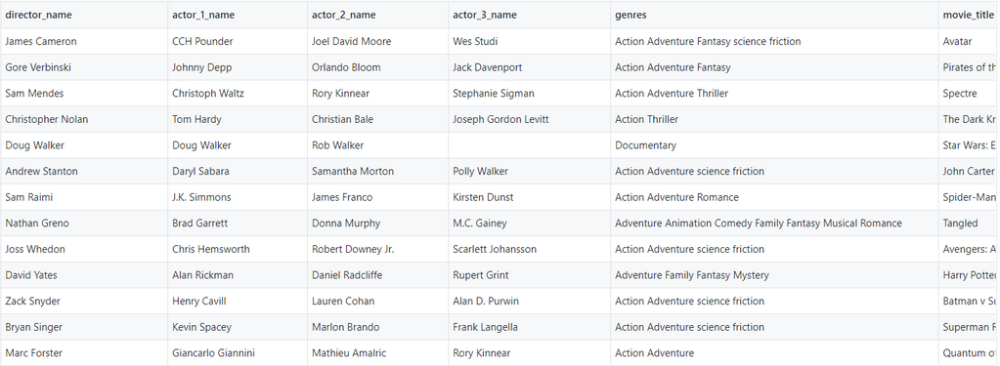 director_name actor_1_name actor_2_name actor_3_name genres movie_title
James Cameron CCH Pounder Joel David Moore Wes Studi Action Adventure Fantasy science friction Avatar
Gore Verbinski Johnny Depp Orlando Bloom Jack Davenport Action Adventure Fantasy Pirates of th
Sam Mendes Christoph Waltz Rory Kinnear Stephanie Sigman Action Adventure Thriller Spectre
Christopher Nolan Tom Hardy Christian Bale Joseph Gordon Levitt Action Thriller The Dark Kr
Doug Walker Doug Walker Rob Walker Documentary Star Wars: E
Andrew Stanton Daryl Sabara Samantha Morton Polly Walker Action Adventure science friction John Carter
Sam Raimi J.K. Simmons James Franco Kirsten Dunst Action Adventure Romance Spider-Man
Nathan Greno Brad Garrett Donna Murphy M.C. Gainey Adventure Animation Comedy Family Fantasy Musical Romance Tangled
Joss Whedon Chris Hemsworth Robert Downey Jr. Scarlett Johansson Action Adventure science friction Avengers: A
David Yates Alan Rickman Daniel Radcliffe Rupert Grint Adventure Family Fantasy Mystery Harry Potte
Zack Snyder Henry Cavill Lauren Cohan Alan D. Purwin Action Adventure science friction Batman v Su
Bryan Singer Kevin Spacey Marlon Brando Frank Langella Action Adventure science friction Superman R
Marc Forster Giancarlo Giannini Mathieu Amalric Rory Kinnear Action Adventure Quantum o